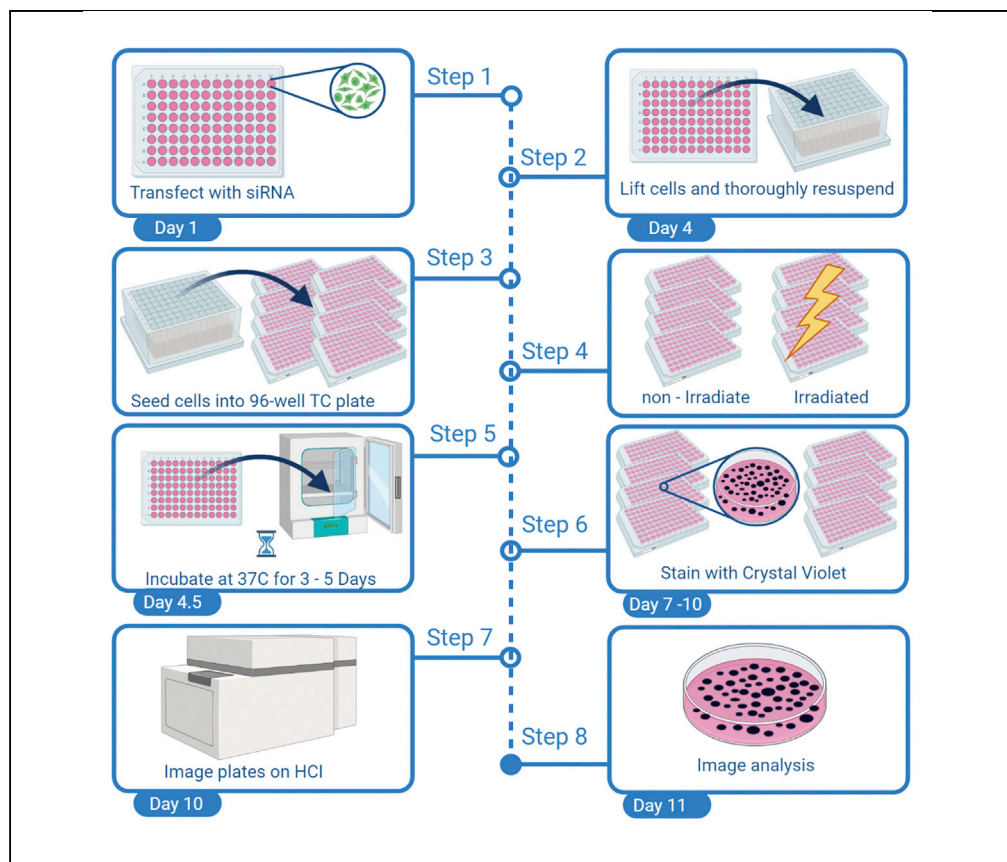 Step 1
Transfect with siRNA
Day 1
Step 2
Lift cells and thoroughly resuspend
Day 4
Step 3
Seed cells into 96-well TC plate
Step 4
non - Irradiate
Irradiated
Step 5
Incubate at 37C for 3 - 5 Days
Day 4.5
Step 6
Stain with Crystal Violet
Day 7 -10
Step 7
Image plates on HCI
Day 10
Step 8
Image analysis
Day 11